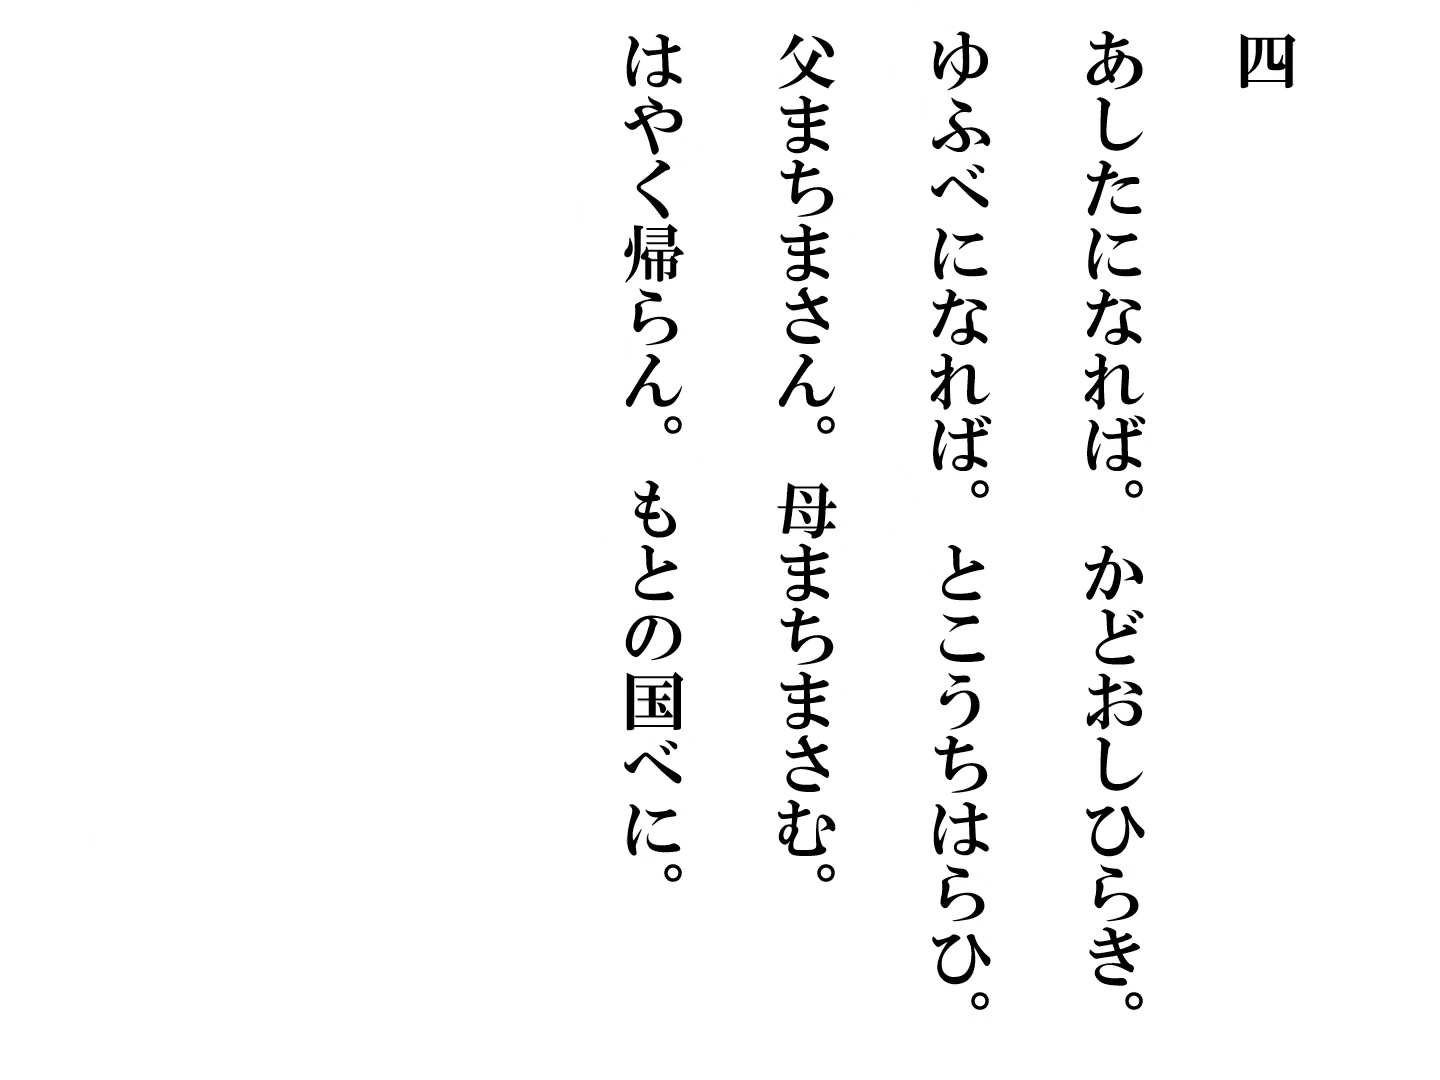 四
あしたになれば。　かどおしひらき。
ゆふべになれば。　とこうちはらひ。
父まちまさん。　母まちまさむ。
はやく帰らん。　もとの国べに。